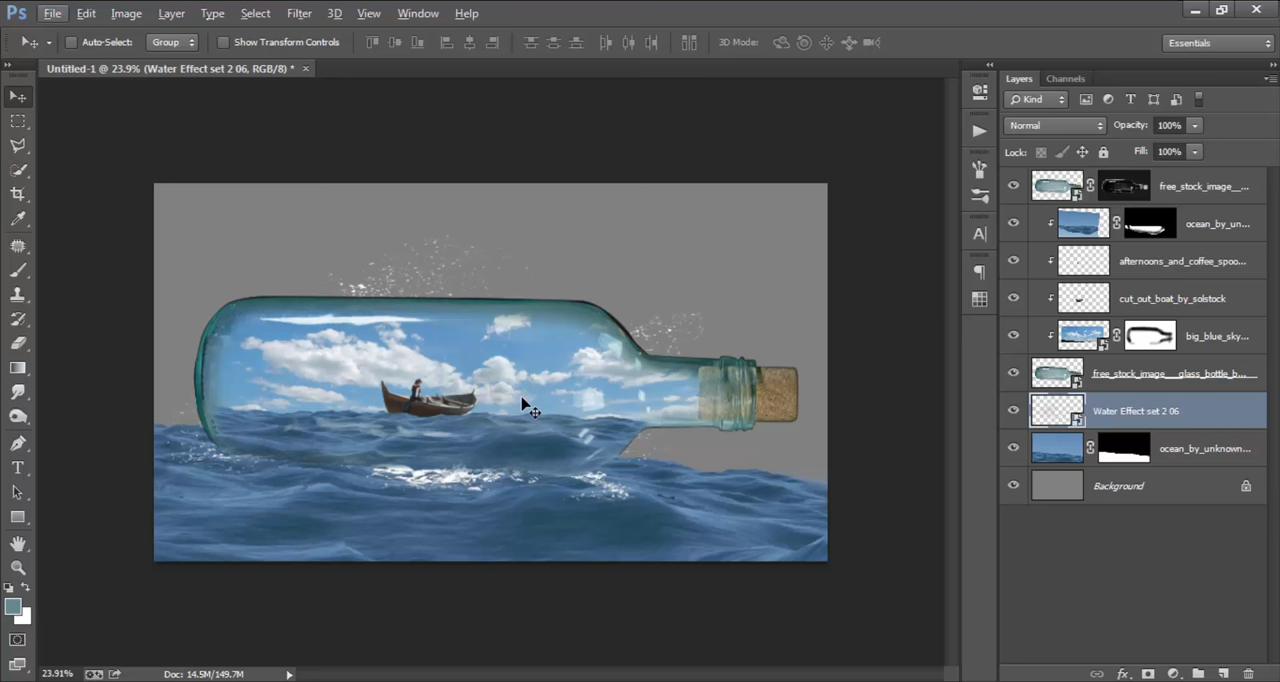 Ps File Edit Image Layer Type Select Filter 3D View Window Help
Auto-Select: Group Show Transform Controls 3D Mode: Essentials
Untitled-1 @ 23.9% (Water Effect set 2 06, RGB/8) * ×
Layers Channels
Kind T
Normal Opacity: 100%
Lock: Fill: 100%
free_stock_image__...
ocean_by_un...
afternoons_and_coffee_spoo...
cut_out_boat_by_solstock
big_blue_sky...
free_stock_image___glass_bottle_b...
Water Effect set 2 06
ocean_by_unknown...
Background
A
T
23.91% Doc: 14.5M/149.7M
fx